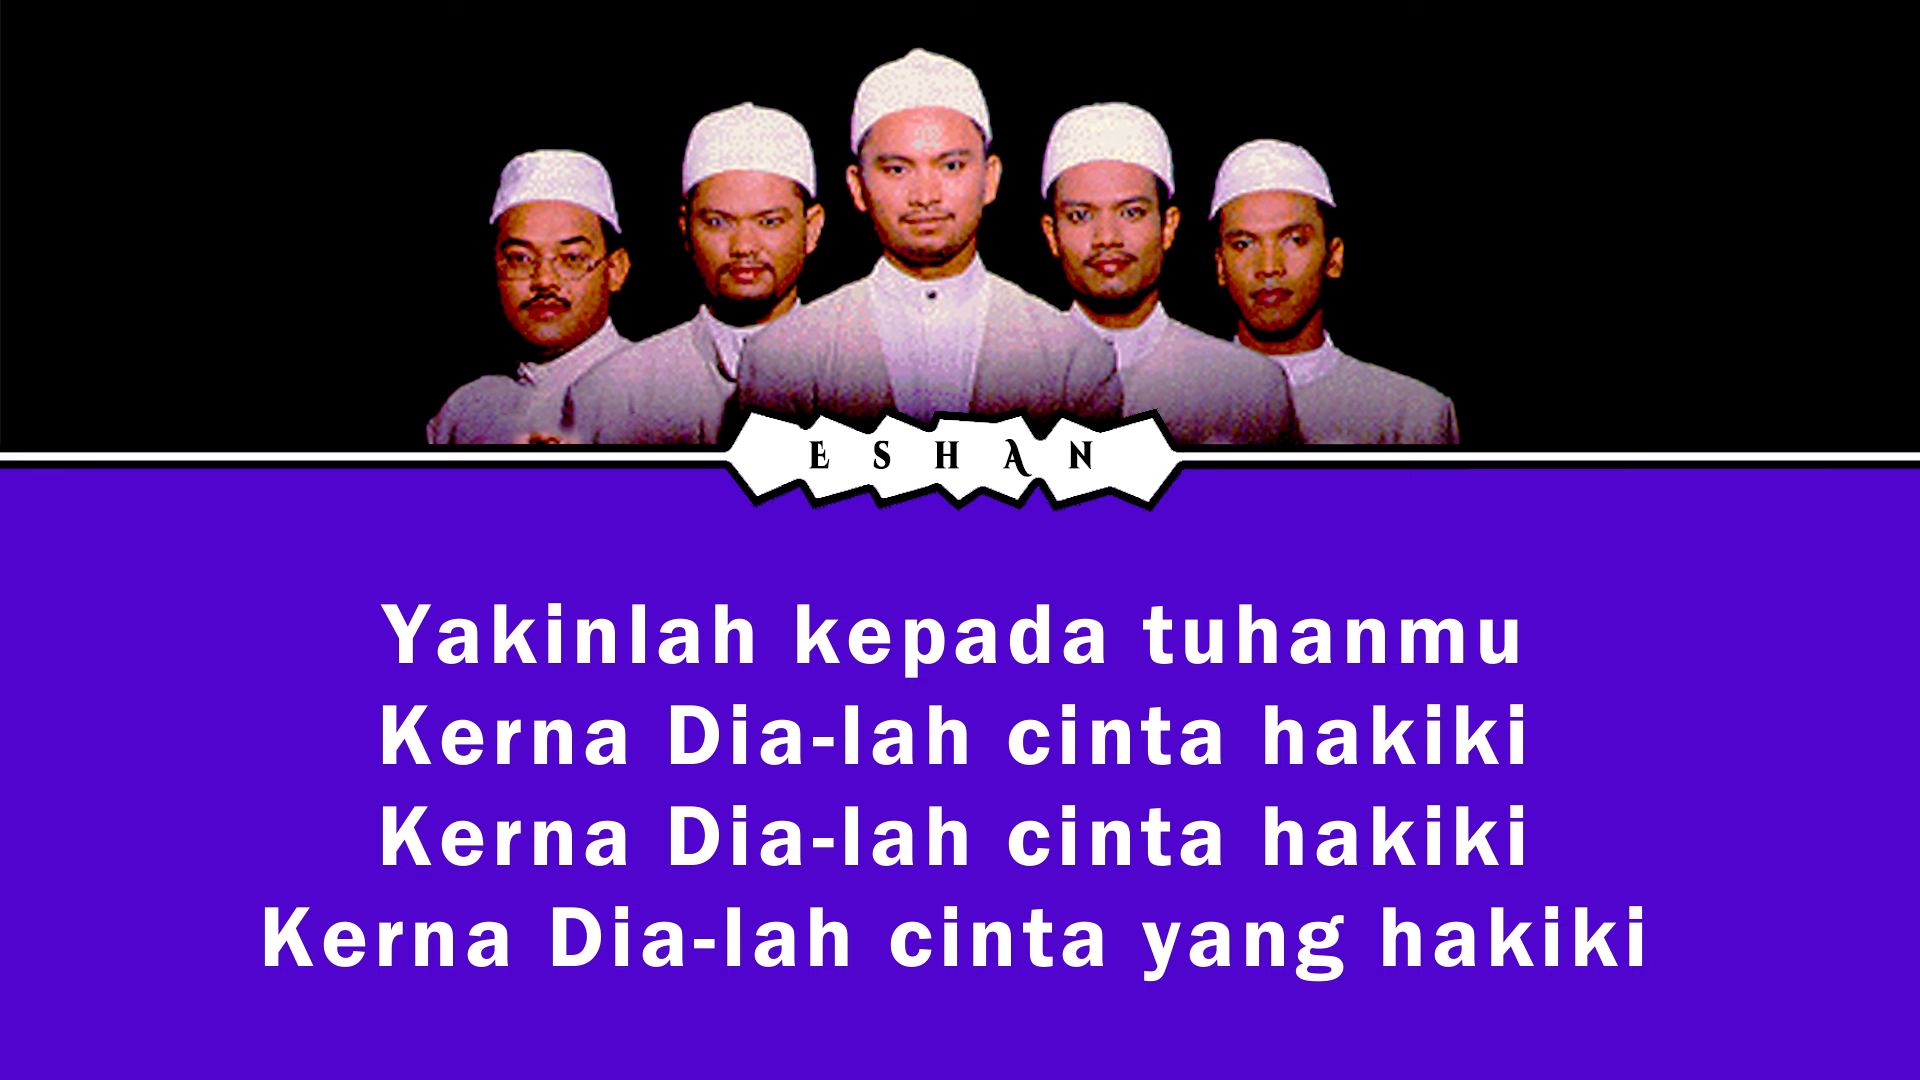 ESHAN
Yakinlah kepada tuhanmu
Kerna Dia-lah cinta hakiki
Kerna Dia-lah cinta hakiki
Kerna Dia-lah cinta yang hakiki